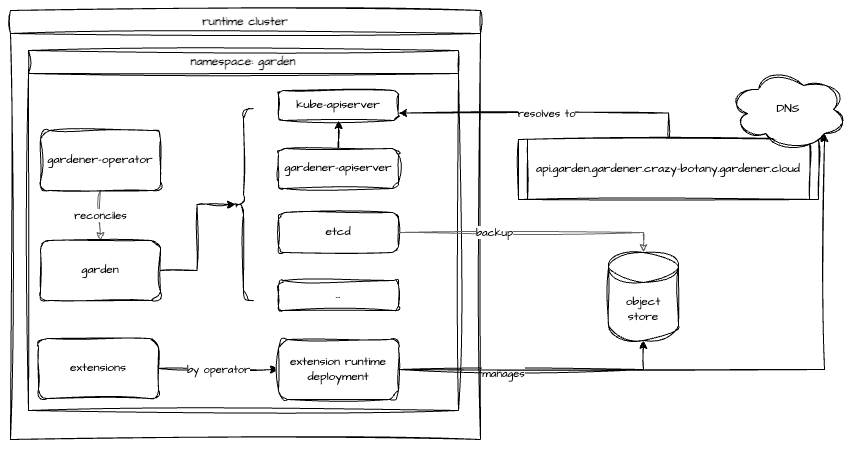 runtime cluster
namespace: garden
kube-apiserver
resolves to
DNS
gardener-operator
gardener-apiserver
api.garden.gardener.crazy-botany.gardener.cloud
reconciles
etcd
backup
garden
..
object
store
extensions
by operator
extension runtime
deployment
manages